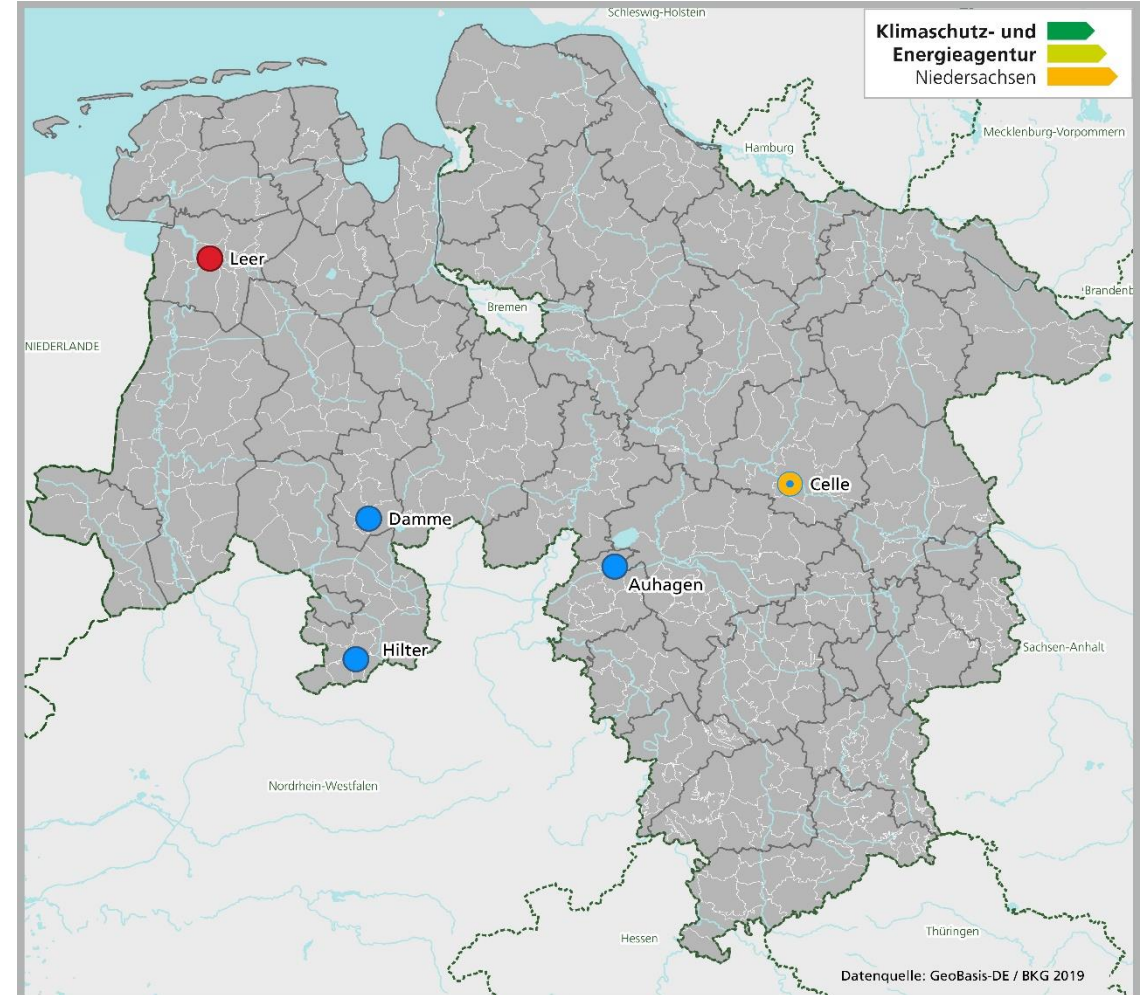 Schleswig-Holstein
Klimaschutz- und
Energieagentur
Niedersachsen
Mecklenburg-Vorpommern
Hamburg
Leer
Brandenb
Bremen
NIEDERLANDE
Celle
Damme
Auhagen
Hilter
Sachsen-Anhalt
Nordrhein-Westfalen
Thüringen
Hessen
Datenquelle: GeoBasis-DE / BKG 2019